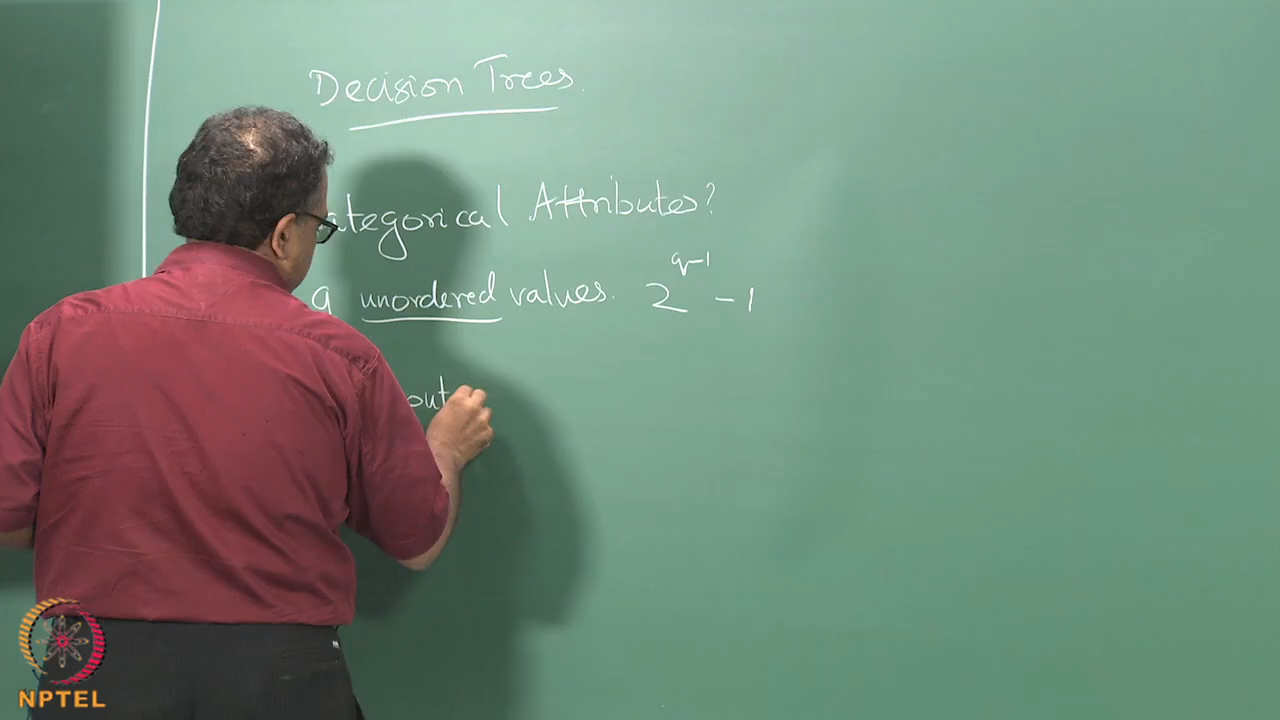 Decision Trees.
ategorical Attributes?
q unordered values. 2^{q-1} - 1
out
NPTEL